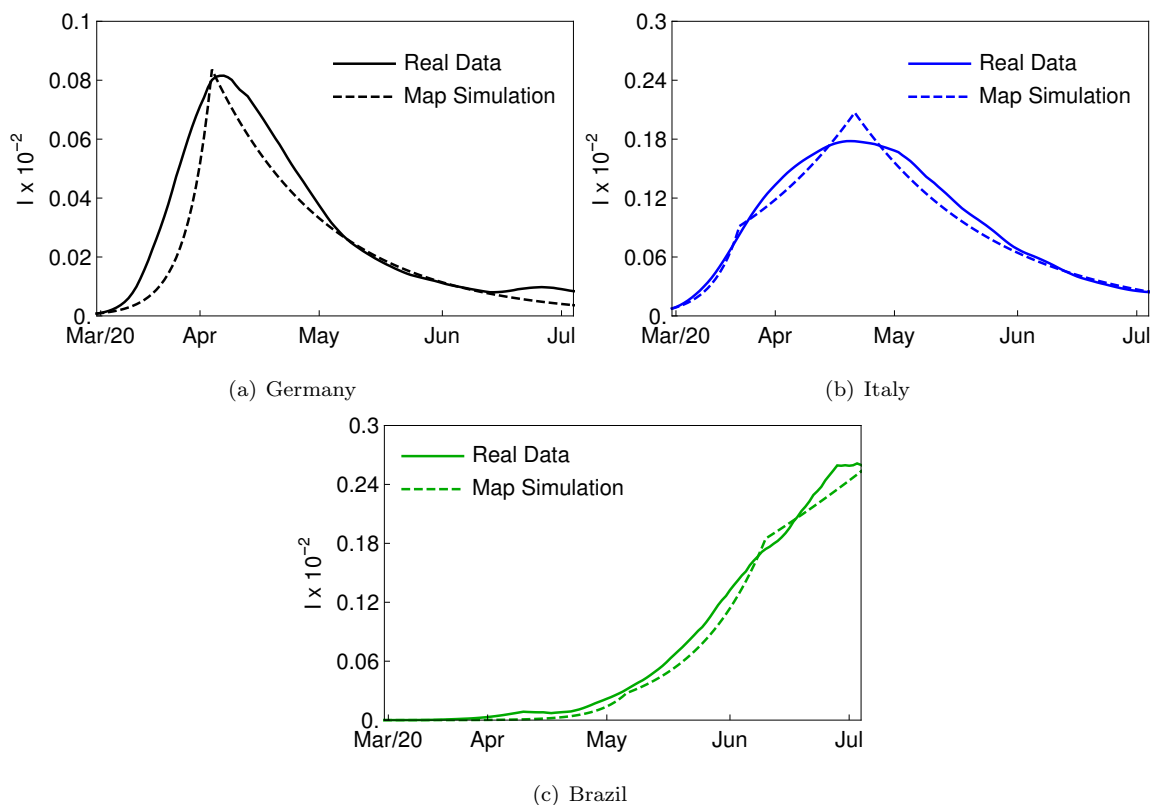 0.1
0.08
0.06
0.04
0.02
0.
I x 10⁻²
Real Data
Map Simulation
Mar/20 Apr May Jun Jul
(a) Germany
0.3
0.24
0.18
0.12
0.06
0.
I x 10⁻²
Real Data
Map Simulation
Mar/20 Apr May Jun Jul
(b) Italy
0.3
0.24
0.18
0.12
0.06
0.
I x 10⁻²
Real Data
Map Simulation
Mar/20 Apr May Jun Jul
(c) Brazil